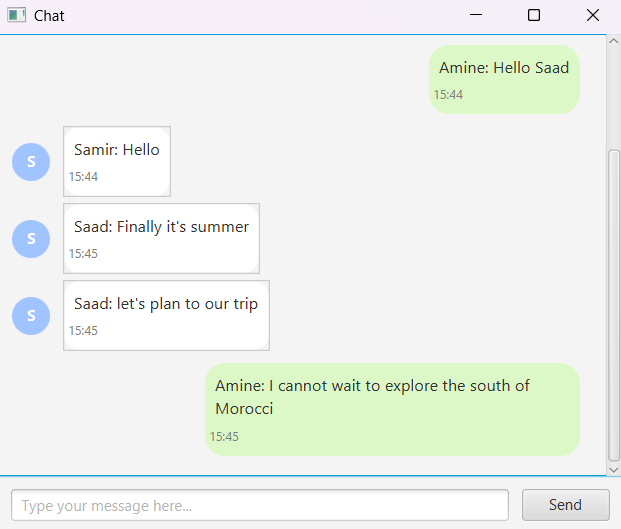 Chat
Amine: Hello Saad
15:44
S
Samir: Hello
15:44
S
Saad: Finally it's summer
15:45
S
Saad: let's plan to our trip
15:45
Amine: I cannot wait to explore the south of
Morocci
15:45
Type your message here...
Send